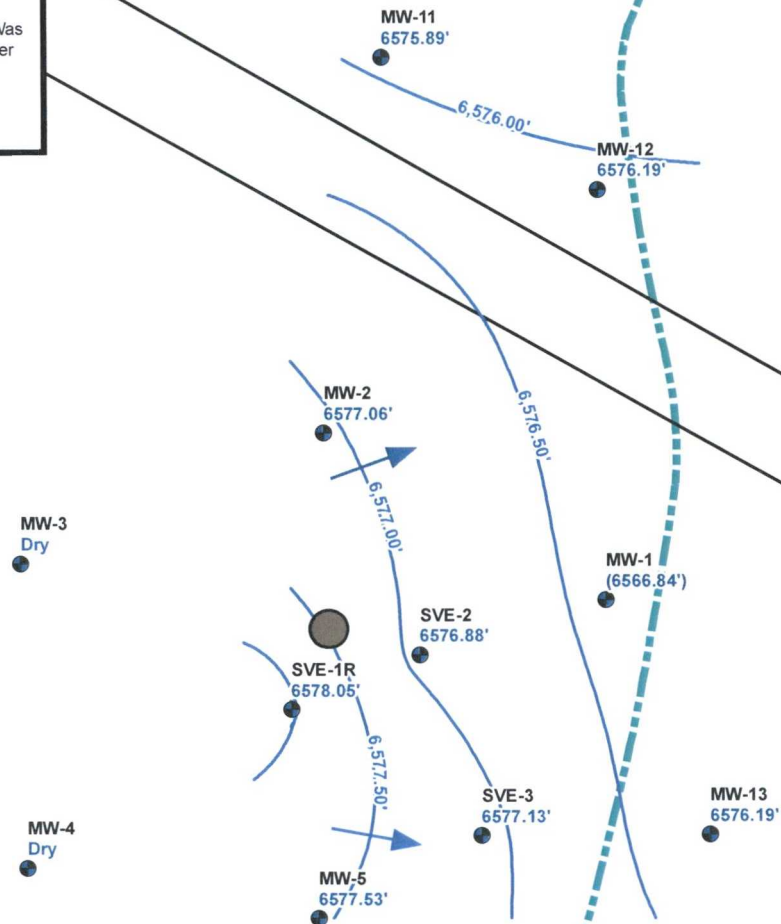 Was
er
MW-11
6575.89'
6,576.00'
MW-12
6576.19'
MW-2
6577.06'
6,576.50'
6,577.00'
MW-3
Dry
MW-1
(6566.84')
SVE-2
6576.88'
SVE-1R
6578.05'
6,577.50'
SVE-3
6577.13'
MW-13
6576.19'
MW-4
Dry
MW-5
6577.53'